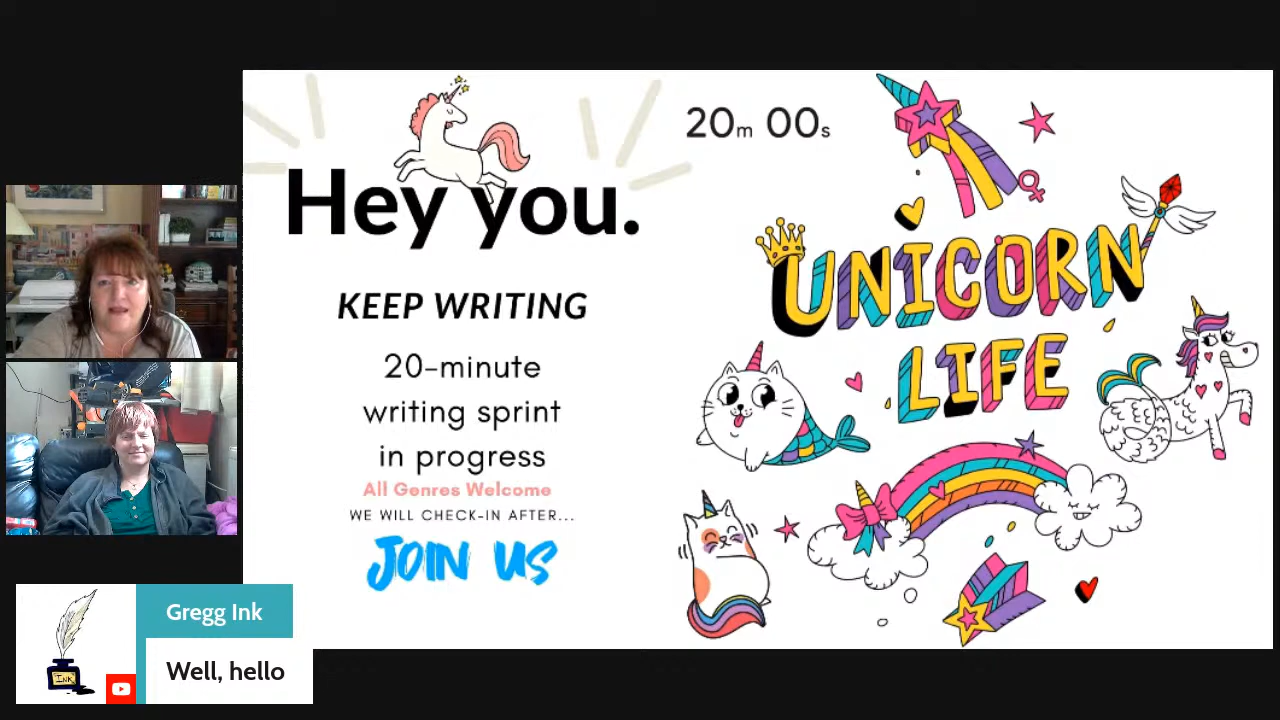 Hey you.
KEEP WRITING
20-minute
writing sprint
in progress
All Genres Welcome
WE WILL CHECK-IN AFTER...
JOIN US
20m 00s
UNICORN
LIFE
Gregg Ink
INK
Well, hello